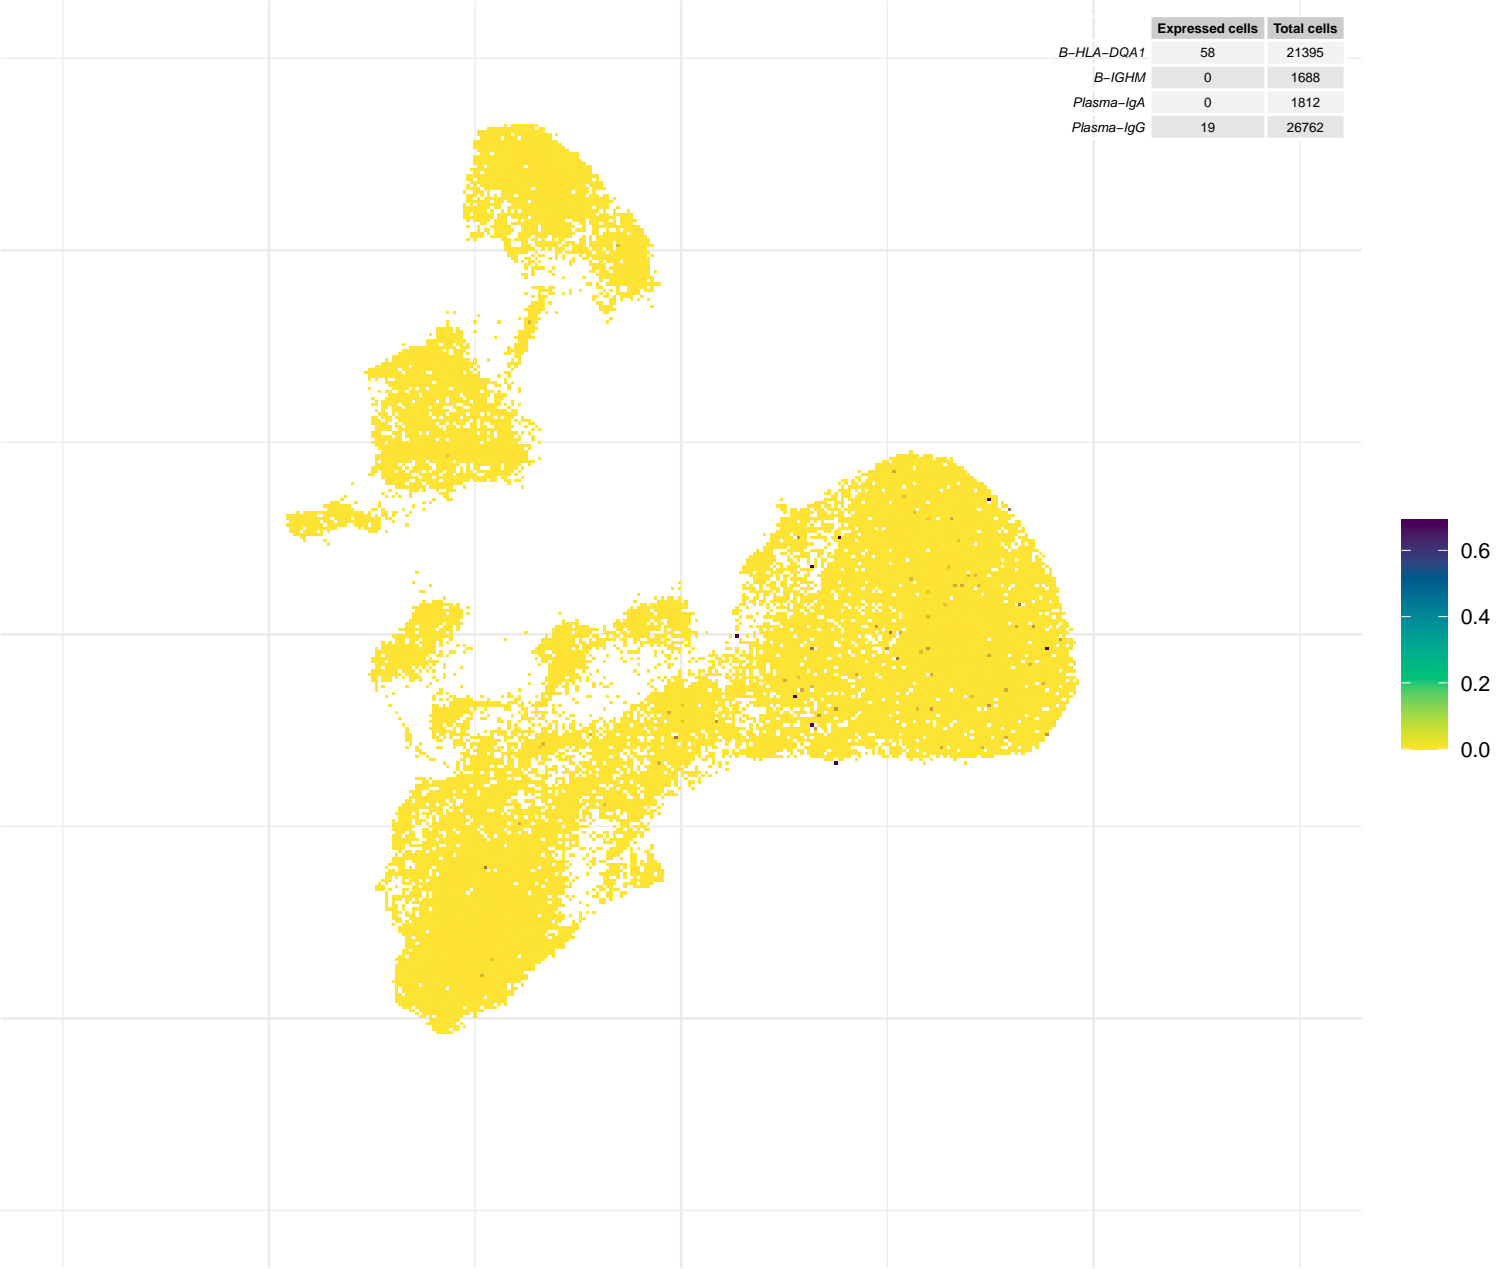 Expressed cells Total cells
B−HLA−DQA1 58 21395
B−IGHM 0 1688
Plasma−IgA 0 1812
Plasma−IgG 19 26762
0.6
0.4
0.2
0.0